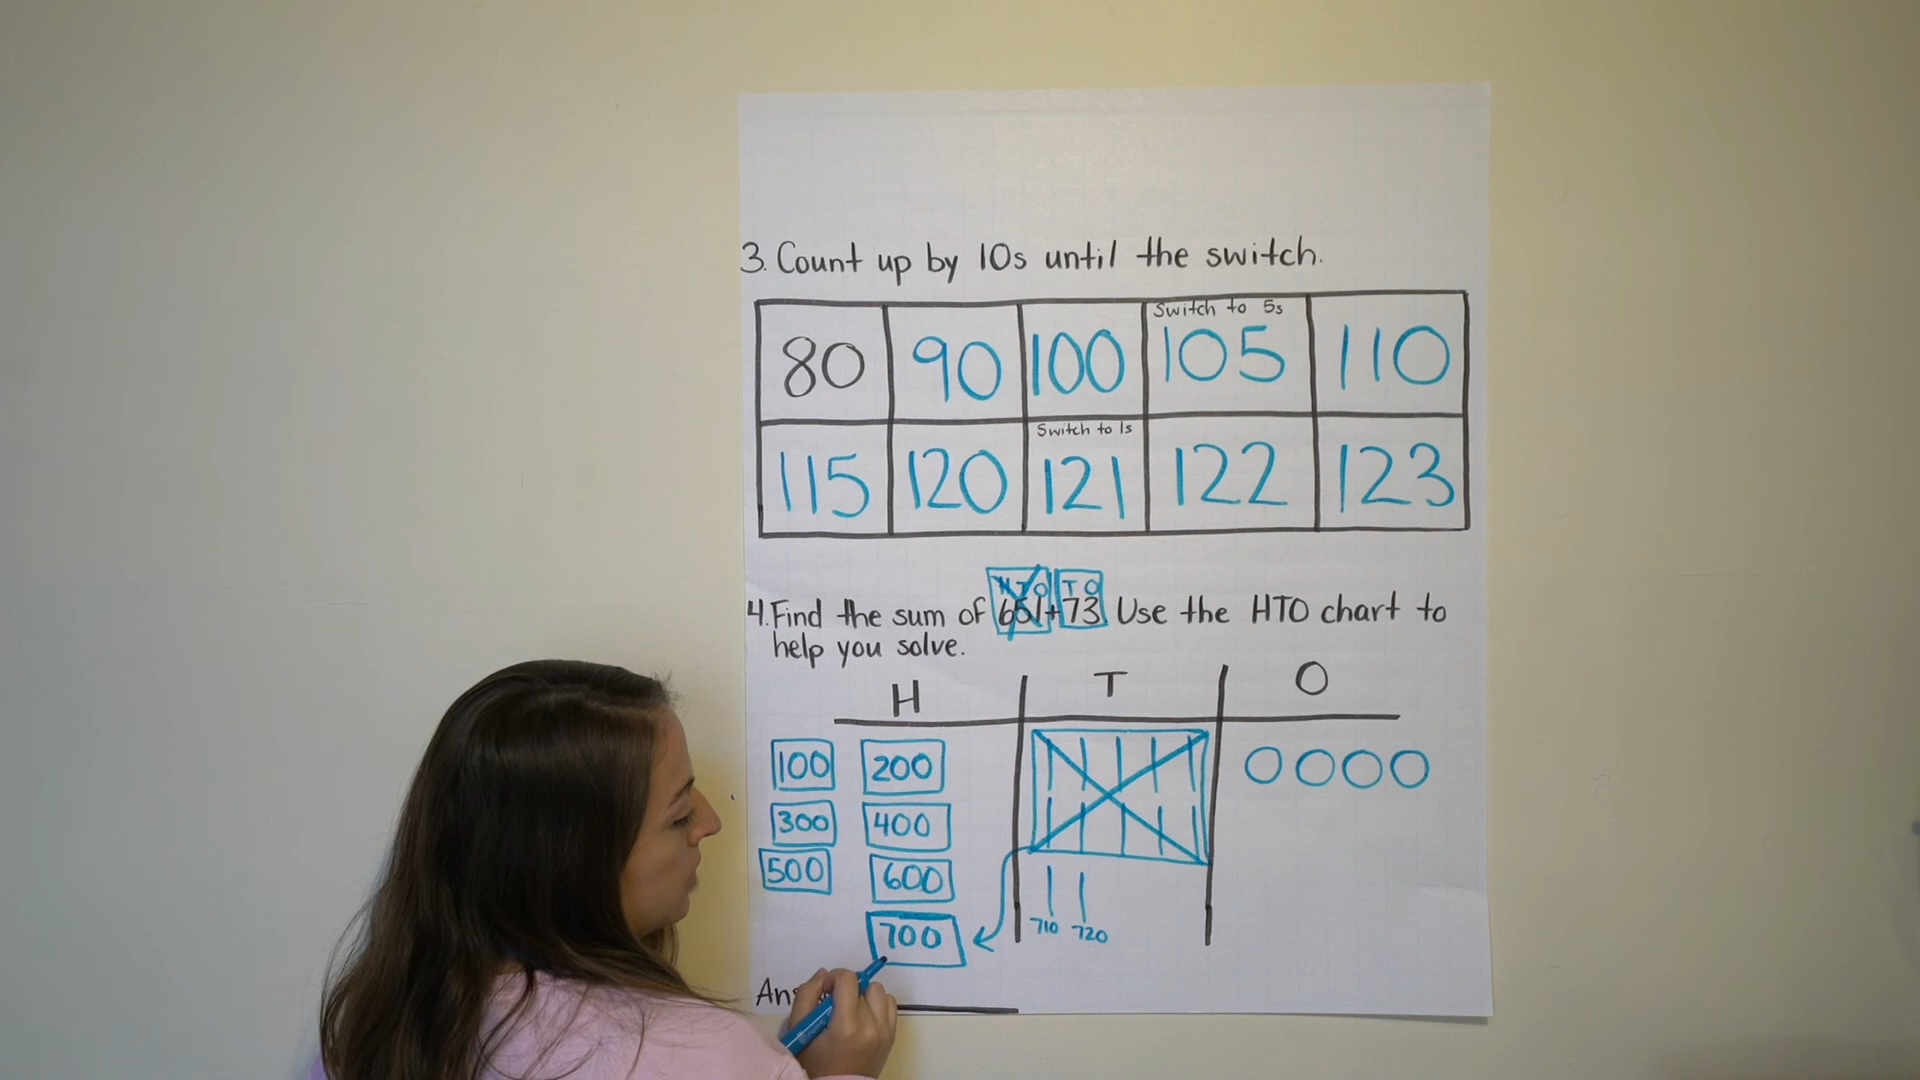 3. Count up by 10s until the switch.
Switch to 5s
80 90 100 105 110
Switch to 1s
115 120 121 122 123
H T O T O
4. Find the sum of 651+73 Use the HTO chart to
help you solve.
H T O
100 200
300 400
500 600
710 720
700